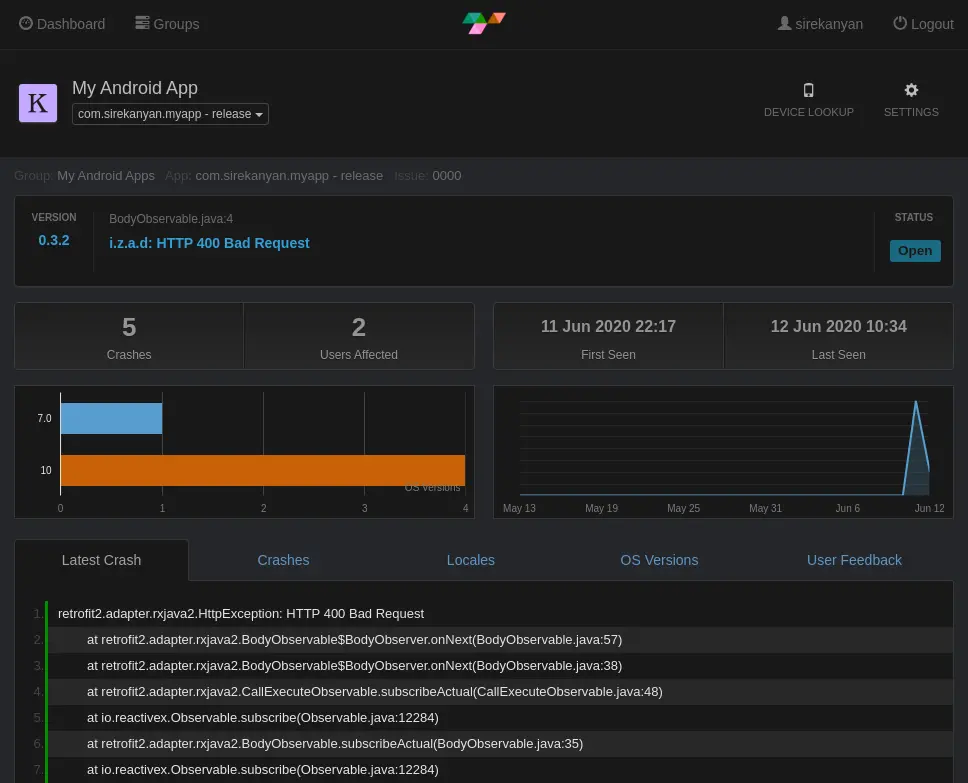 Dashboard Groups sirekanyan Logout
K
My Android App
com.sirekanyan.myapp - release
DEVICE LOOKUP SETTINGS
Group: My Android Apps App: com.sirekanyan.myapp - release Issue: 0000
VERSION
0.3.2
BodyObservable.java:4
i.z.a.d: HTTP 400 Bad Request
STATUS
Open
5
Crashes
2
Users Affected
11 Jun 2020 22:17
First Seen
12 Jun 2020 10:34
Last Seen
7.0
10
OS Versions
0 1 2 3 4
May 13 May 19 May 25 May 31 Jun 6 Jun 12
Latest Crash Crashes Locales OS Versions User Feedback
1. retrofit2.adapter.rxjava2.HttpException: HTTP 400 Bad Request
2. at retrofit2.adapter.rxjava2.BodyObservable$BodyObserver.onNext(BodyObservable.java:57)
3. at retrofit2.adapter.rxjava2.BodyObservable$BodyObserver.onNext(BodyObservable.java:38)
4. at retrofit2.adapter.rxjava2.CallExecuteObservable.subscribeActual(CallExecuteObservable.java:48)
5. at io.reactivex.Observable.subscribe(Observable.java:12284)
6. at retrofit2.adapter.rxjava2.BodyObservable.subscribeActual(BodyObservable.java:35)
7. at io.reactivex.Observable.subscribe(Observable.java:12284)